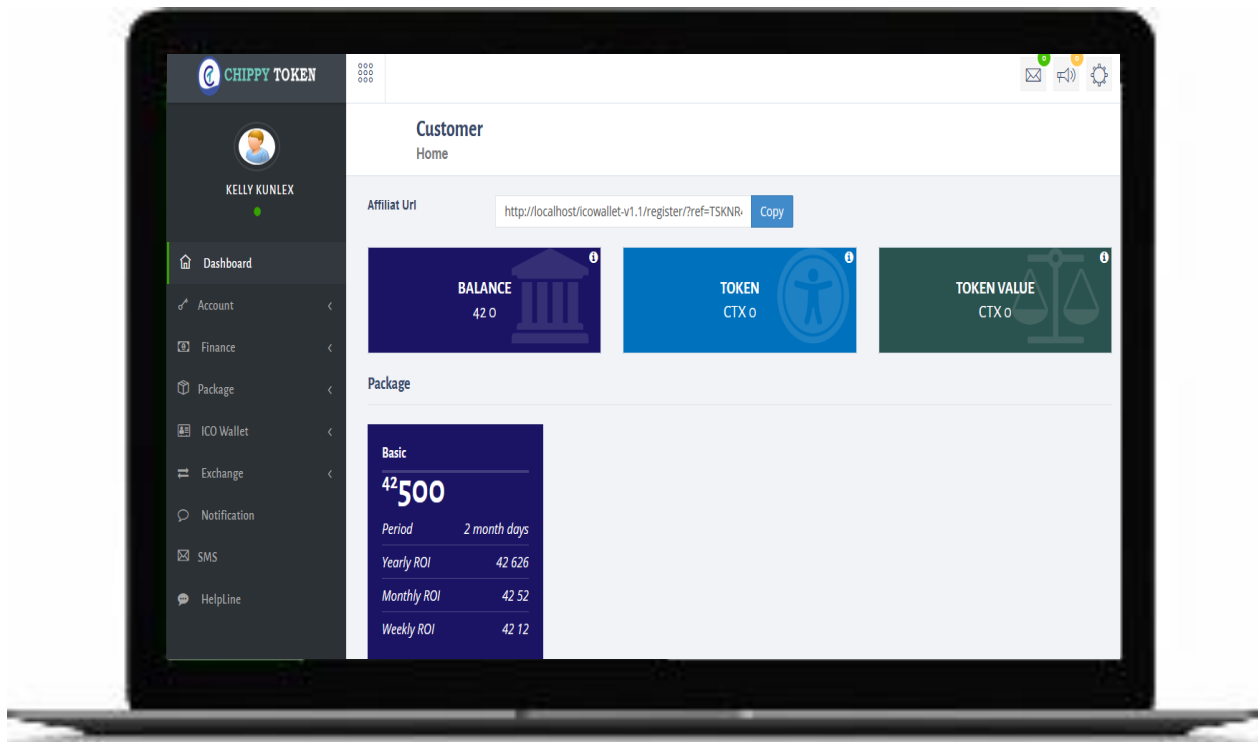 CHIPPY TOKEN
0
0
KELLY KUNLEX
Dashboard
Account
Finance
Package
ICO Wallet
Exchange
Notification
SMS
HelpLine
Customer
Home
Affiliat Url
http://localhost/icowallet-v1.1/register/?ref=TSKNR
Copy
BALANCE
42 0
TOKEN
CTX 0
TOKEN VALUE
CTX 0
Package
Basic
42500
Period 2 month days
Yearly ROI 42 626
Monthly ROI 42 52
Weekly ROI 42 12